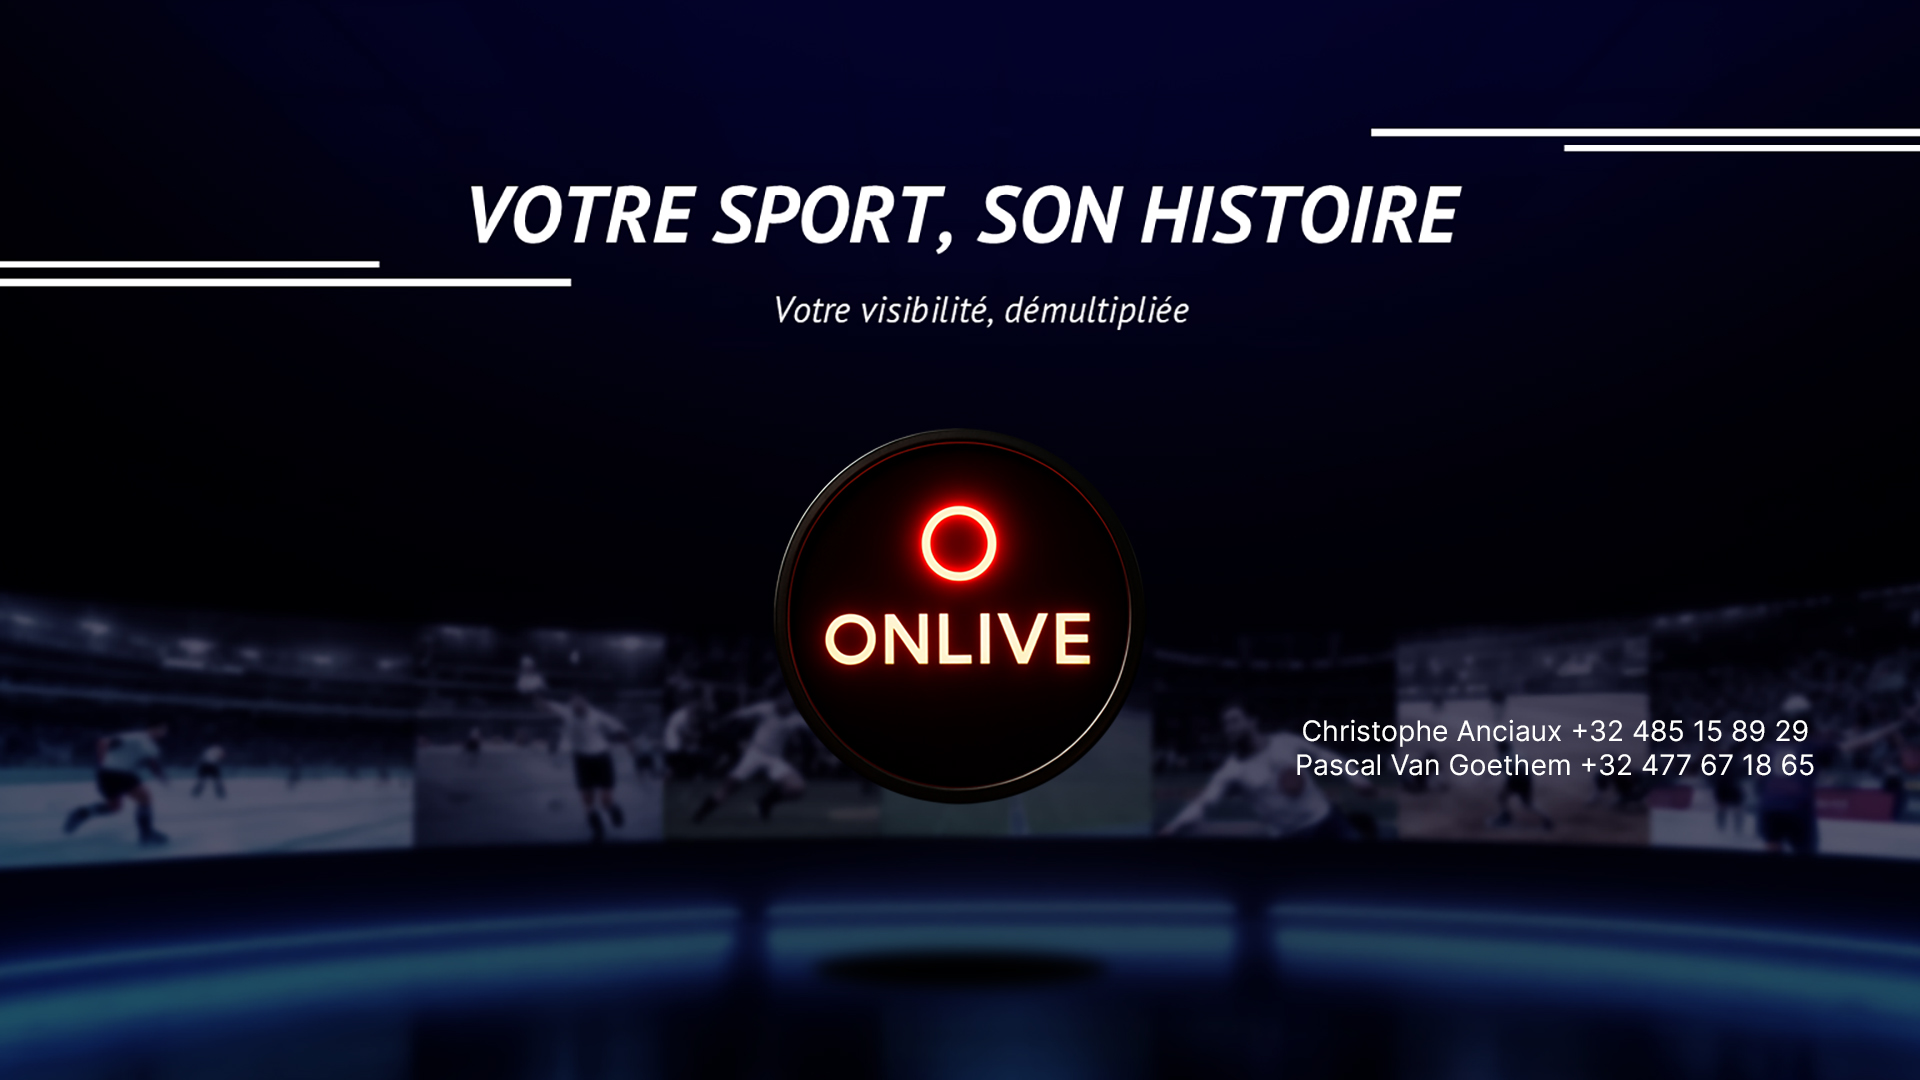 VOTRE SPORT, SON HISTOIRE
Votre visibilité, démultipliée
ONLIVE
Christophe Anciaux +32 485 15 89 29
Pascal Van Goethem +32 477 67 18 65